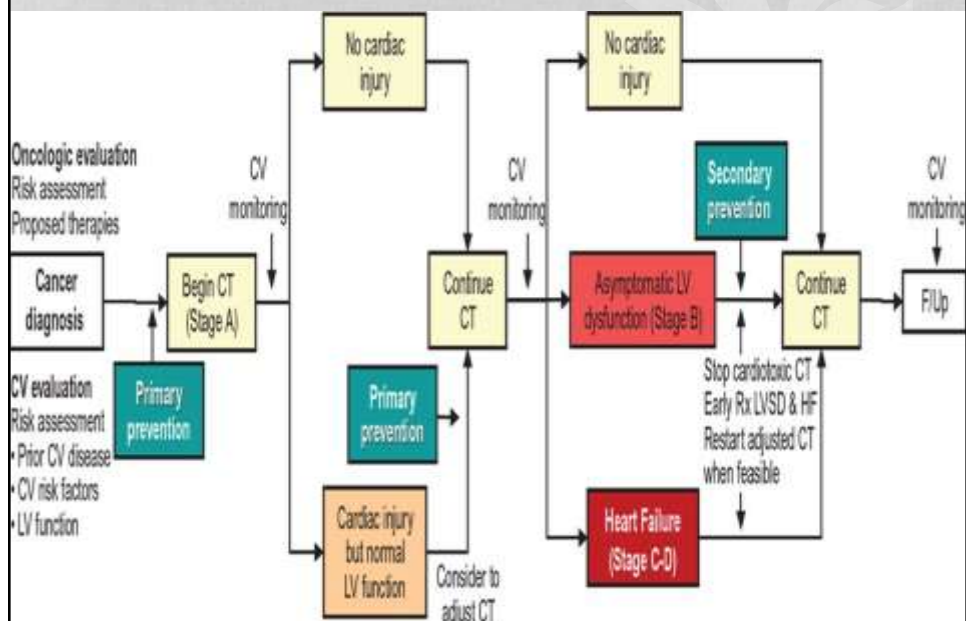 Oncologic evaluation
Risk assessment
Proposed therapies
Cancer
diagnosis
CV evaluation
Risk assessment
• Prior CV disease
• CV risk factors
• LV function
Primary
prevention
Begin CT
(Stage A)
CV
monitoring
No cardiac
injury
Cardiac injury
but normal
LV function
Primary
prevention
Consider to
adjust CT
Continue
CT
CV
monitoring
No cardiac
injury
Asymptomatic LV
dysfunction (Stage B)
Heart Failure
(Stage C-D)
Secondary
prevention
Stop cardiotoxic CT
Early Rx LVSD & HF
Restart adjusted CT
when feasible
Continue
CT
CV
monitoring
F/Up